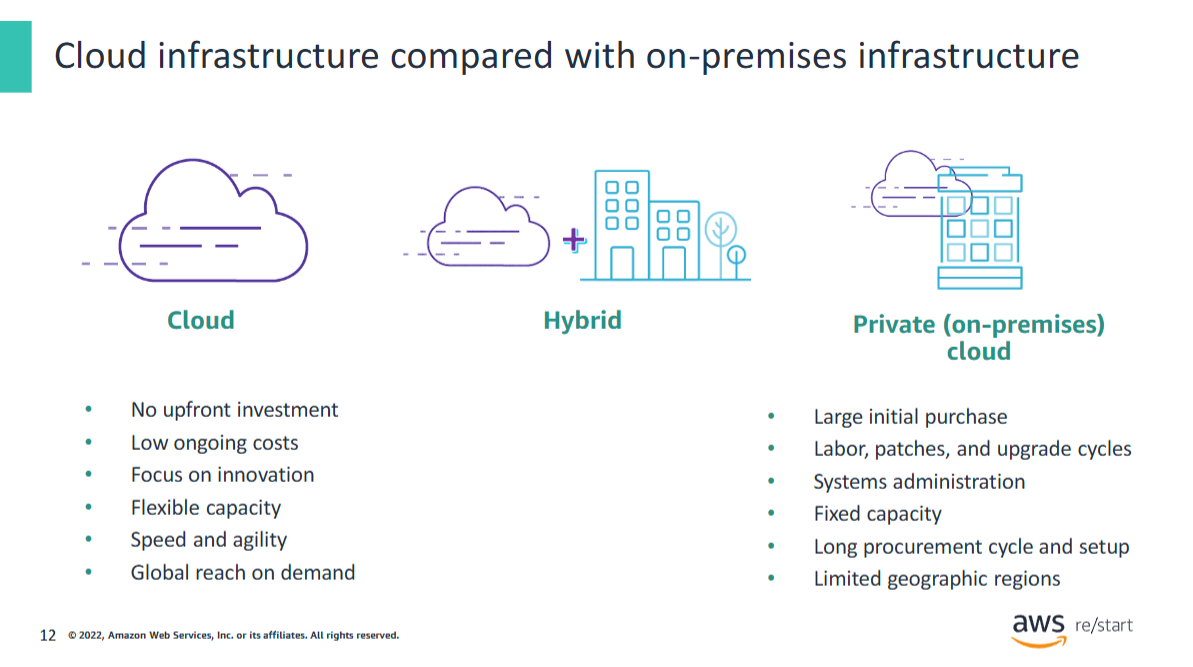 Cloud infrastructure compared with on-premises infrastructure
Cloud
Hybrid
Private (on-premises)
cloud
• No upfront investment
• Low ongoing costs
• Focus on innovation
• Flexible capacity
• Speed and agility
• Global reach on demand
• Large initial purchase
• Labor, patches, and upgrade cycles
• Systems administration
• Fixed capacity
• Long procurement cycle and setup
• Limited geographic regions
12 © 2022, Amazon Web Services, Inc. or its affiliates. All rights reserved.
aws re/start